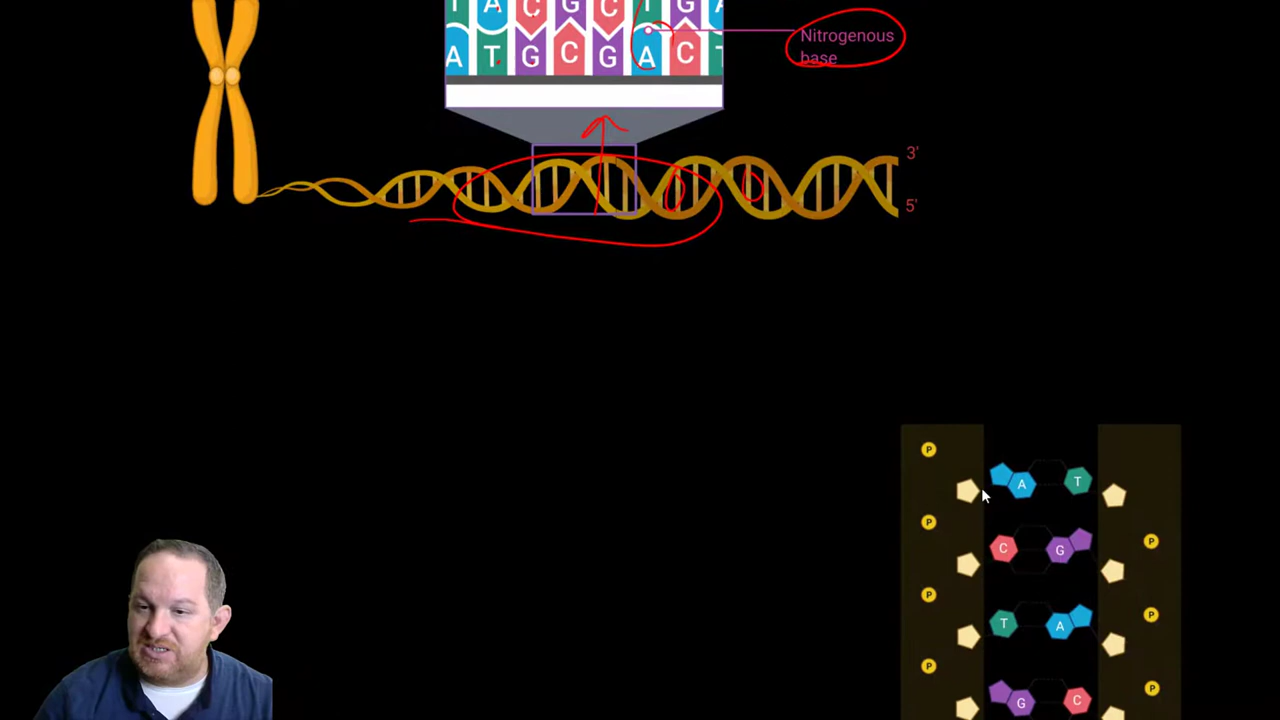 T A C G C T G A
A T G C G A C T
Nitrogenous
base
3'
5'
P
A T
P P
C G
P P
T A
P P
G C